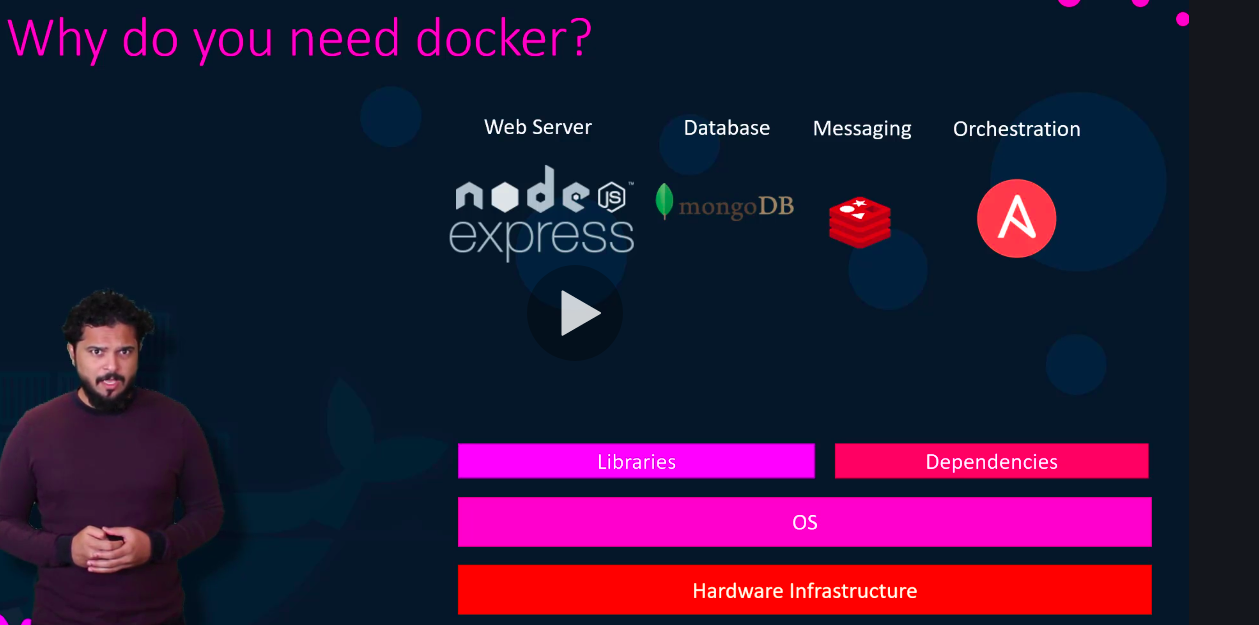 Why do you need docker?
Web Server
Database
Messaging
Orchestration
node JS ™
express
mongoDB
A
Libraries
Dependencies
OS
Hardware Infrastructure